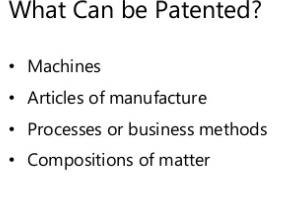 What Can be Patented?
• Machines
• Articles of manufacture
• Processes or business methods
• Compositions of matter